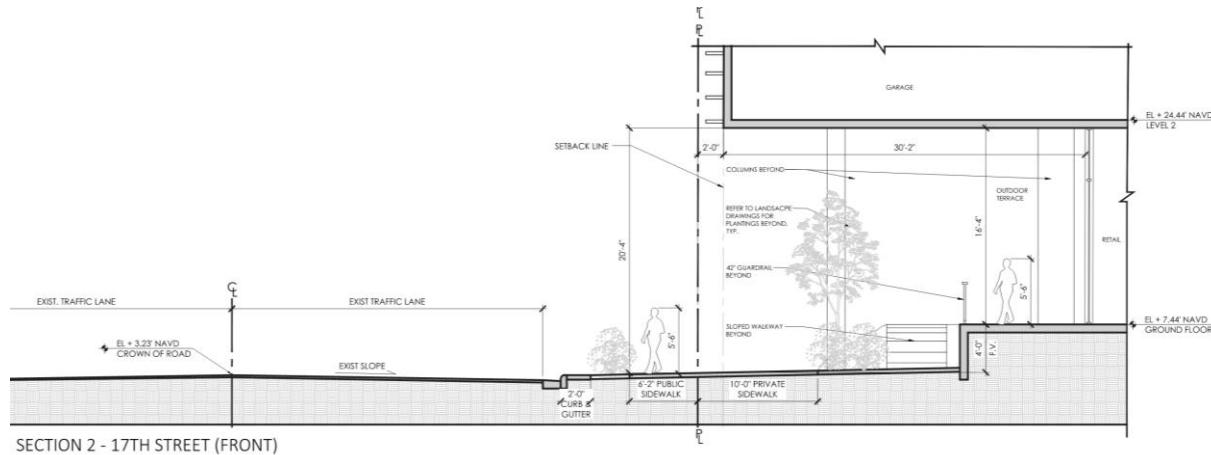 ℄
℄
GARAGE
EL + 24.44' NAVD
LEVEL 2
SETBACK LINE
2'-0"
30'-2"
COLUMNS BEYOND
OUTDOOR
TERRACE
REFER TO LANDSACPE
DRAWINGS FOR
PLANTINGS BEYOND,
TYP.
20'-4"
16'-4"
RETAIL
42" GUARDRAIL
BEYOND
5'-6"
℄
EXIST. TRAFFIC LANE
EXIST TRAFFIC LANE
SLOPED WALKWAY
BEYOND
EL + 7.44' NAVD
GROUND FLOOR
EL + 3.23' NAVD
CROWN OF ROAD
5'-6"
4'-0"
F.V.
EXIST SLOPE
2'-0"
CURB &
GUTTER
6'-2" PUBLIC
SIDEWALK
10'-0" PRIVATE
SIDEWALK
PL
SECTION 2 - 17TH STREET (FRONT)